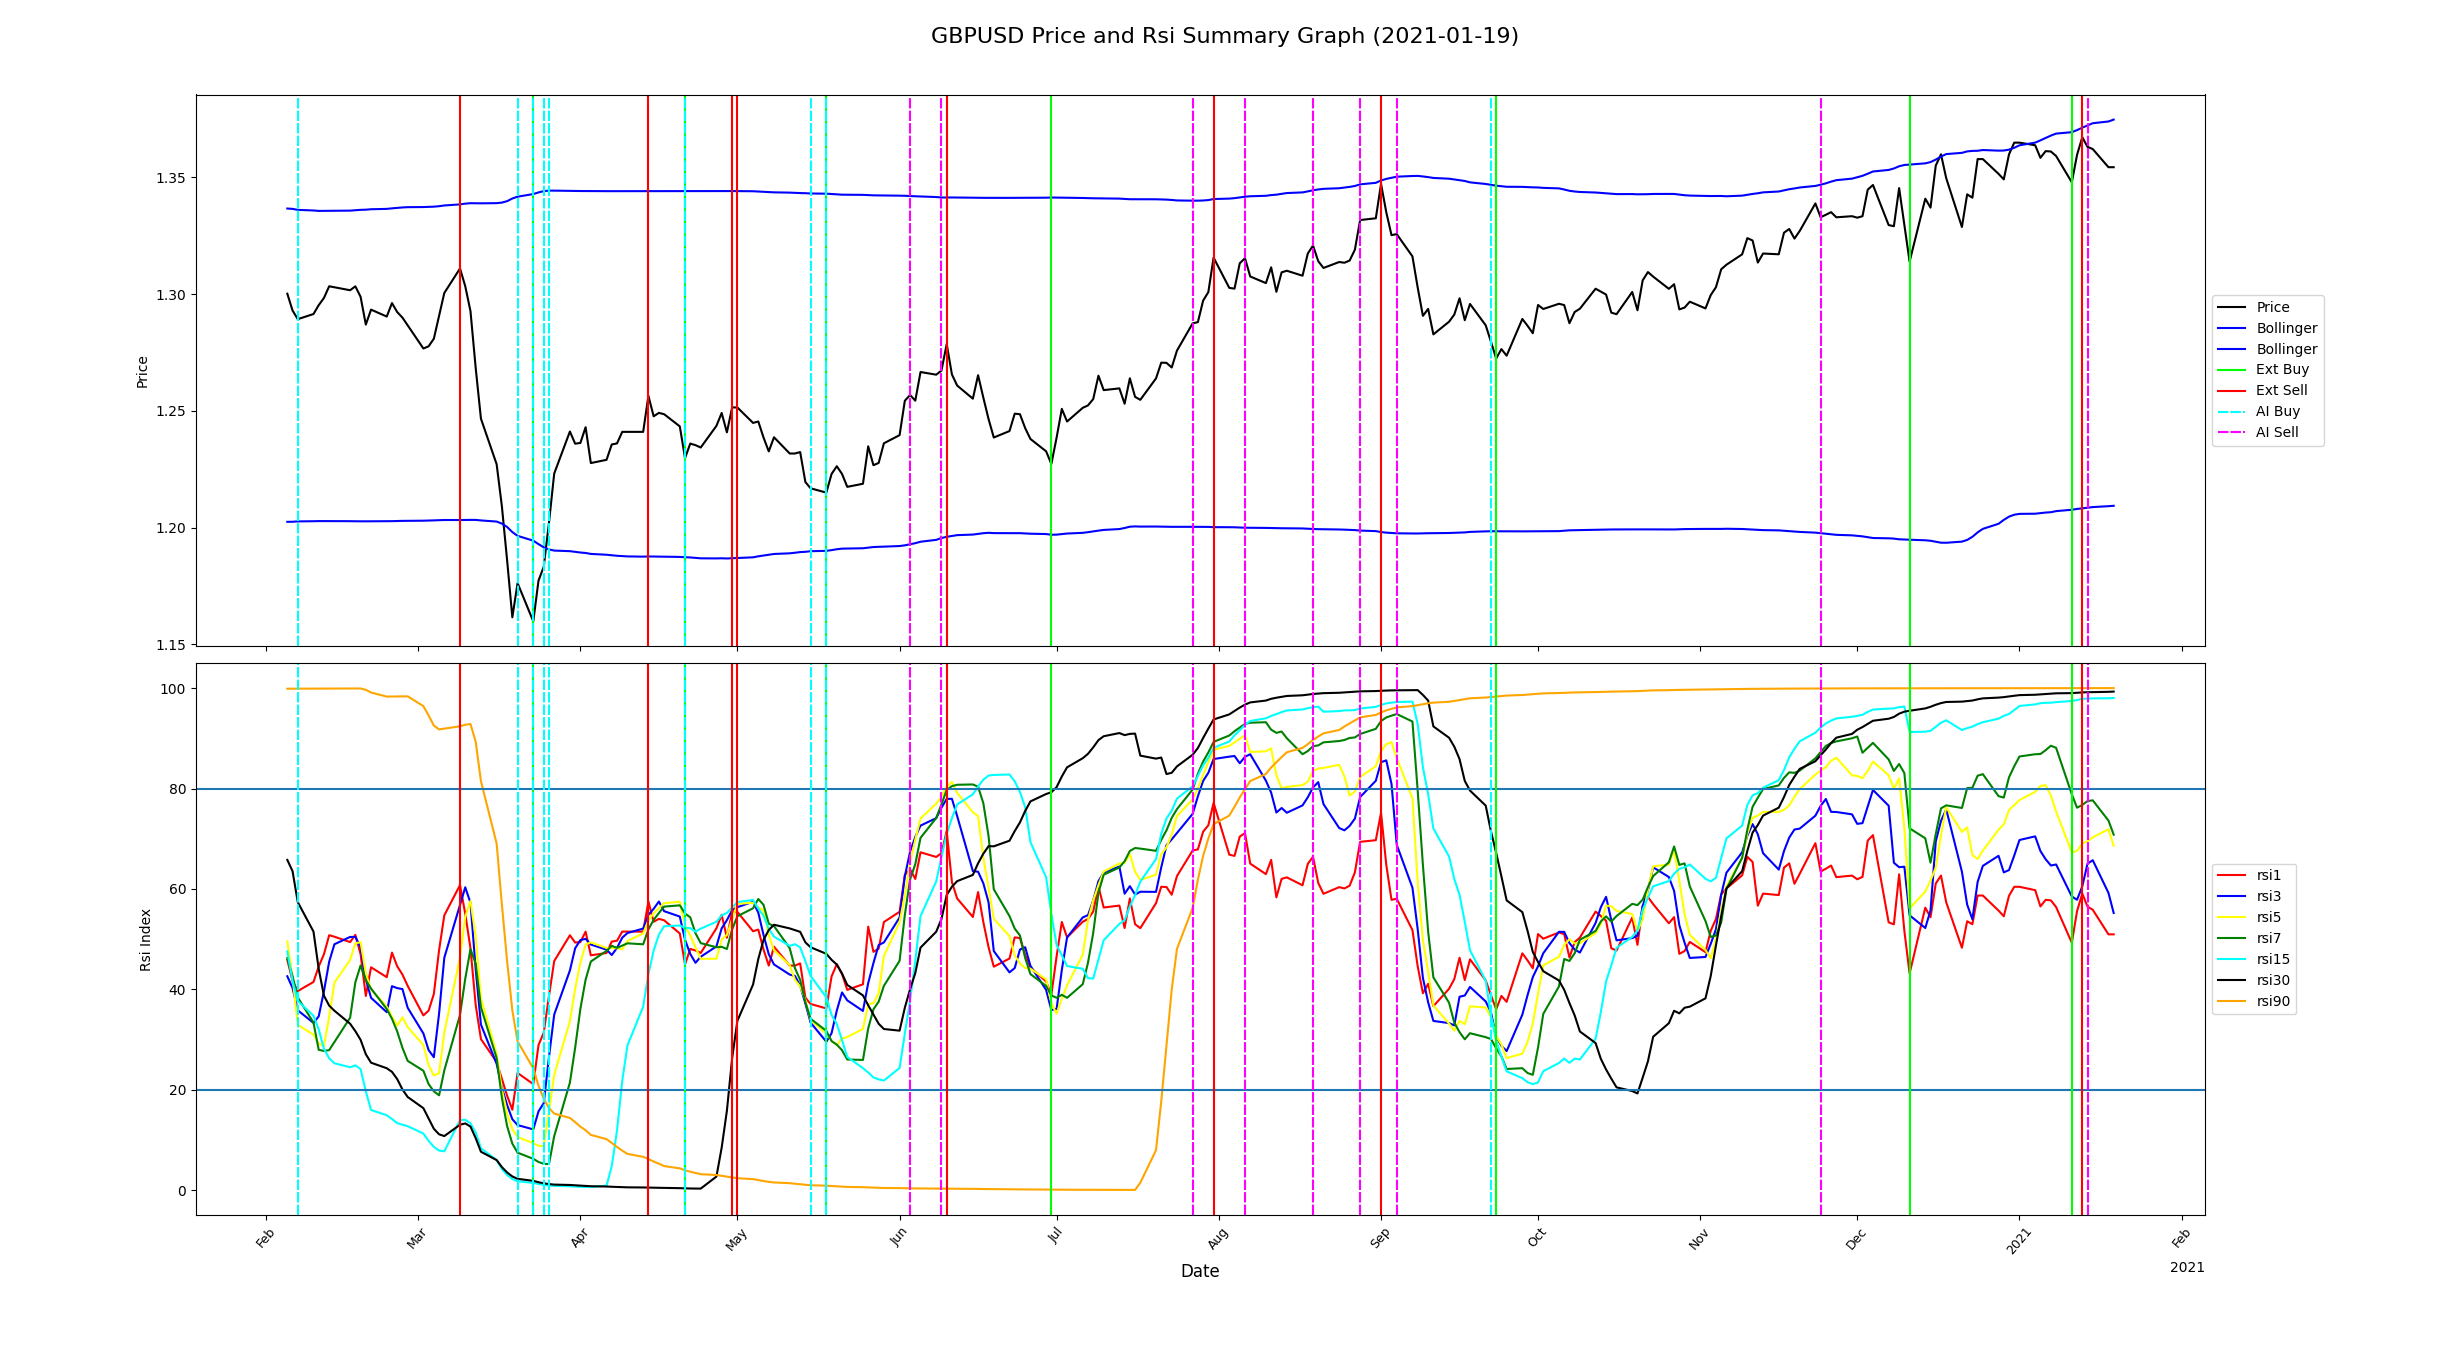 GBPUSD Price and Rsi Summary Graph (2021-01-19)
Price
1.35
1.30
1.25
1.20
1.15
Price
Bollinger
Bollinger
Ext Buy
Ext Sell
AI Buy
AI Sell
Rsi Index
100
80
60
40
20
0
rsi1
rsi3
rsi5
rsi7
rsi15
rsi30
rsi90
Feb
Mar
Apr
May
Jun
Jul
Aug
Sep
Oct
Nov
Dec
2021
Feb
Date
2021